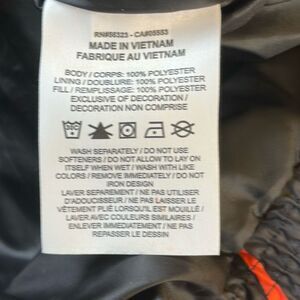 RN#56323 - CA#05553
MADE IN VIETNAM
FABRIQUE AU VIETNAM
BODY / CORPS: 100% POLYESTER
LINING / DOUBLURE: 100% POLYESTER
FILL / REMPLISSAGE: 100% POLYESTER
EXCLUSIVE OF DECORATION /
DECORATION NON COMPRISE
WASH SEPARATELY / DO NOT USE
SOFTENERS / DO NOT ALLOW TO LAY ON
ITSELF WHEN WET / WASH WITH LIKE
COLORS / REMOVE IMMEDIATELY / DO NOT
IRON DESIGN
LAVER SEPAREMENT / NE PAS UTILISER
D'ADOUCISSEUR / NE PAS LAISSER LE
VÊTEMENT PLIÉ LORSQU'IL EST MOUILLÉ /
LAVER AVEC COULEURS SIMILAIRES /
ENLEVER IMMÉDIATEMENT / NE PAS
REPASSER LE DESSIN